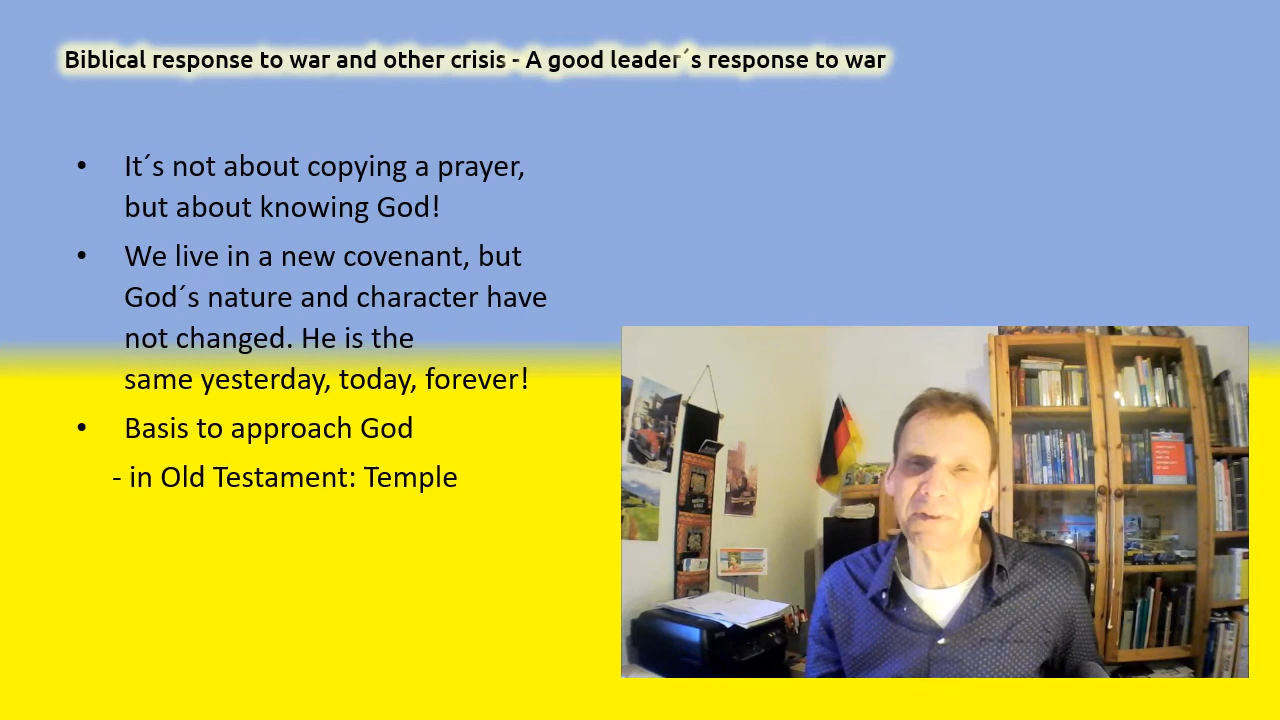 Biblical response to war and other crisis - A good leader´s response to war
• It´s not about copying a prayer,
but about knowing God!
• We live in a new covenant, but
God´s nature and character have
not changed. He is the
same yesterday, today, forever!
• Basis to approach God
- in Old Testament: Temple